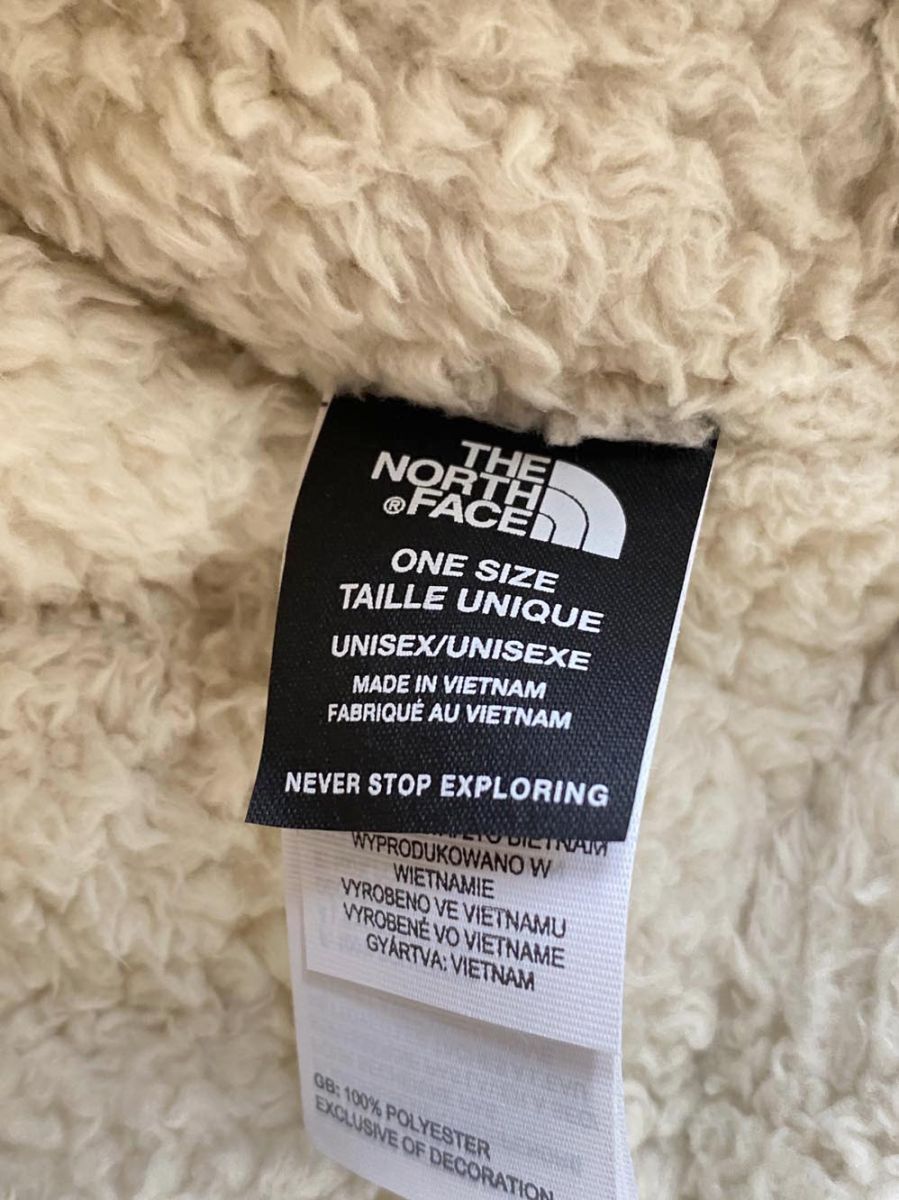 THE
NORTH
®FACE
ONE SIZE
TAILLE UNIQUE
UNISEX/UNISEXE
MADE IN VIETNAM
FABRIQUÉ AU VIETNAM
NEVER STOP EXPLORING
WYPRODUKOWANO W
WIETNAMIE
VYROBENO VE VIETNAMU
VYROBENÉ VO VIETNAME
GYÁRTVA: VIETNAM
GB: 100% POLYESTER
EXCLUSIVE OF DECORATION